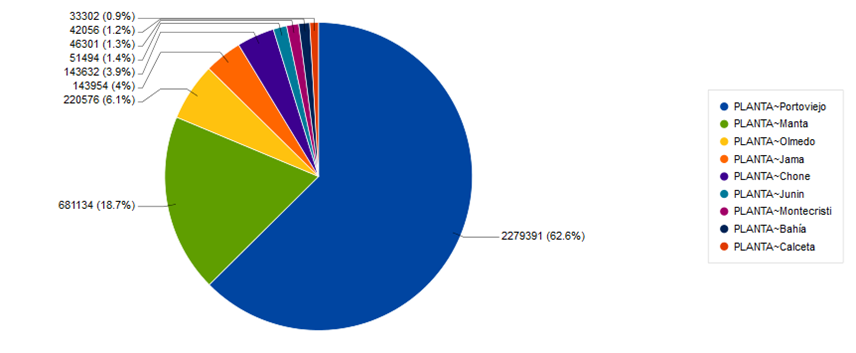 33302 (0.9%)
42056 (1.2%)
46301 (1.3%)
51494 (1.4%)
143632 (3.9%)
143954 (4%)
220576 (6.1%)
681134 (18.7%)
2279391 (62.6%)
PLANTA~Portoviejo
PLANTA~Manta
PLANTA~Olmedo
PLANTA~Jama
PLANTA~Chone
PLANTA~Junin
PLANTA~Montecristi
PLANTA~Bahía
PLANTA~Calceta